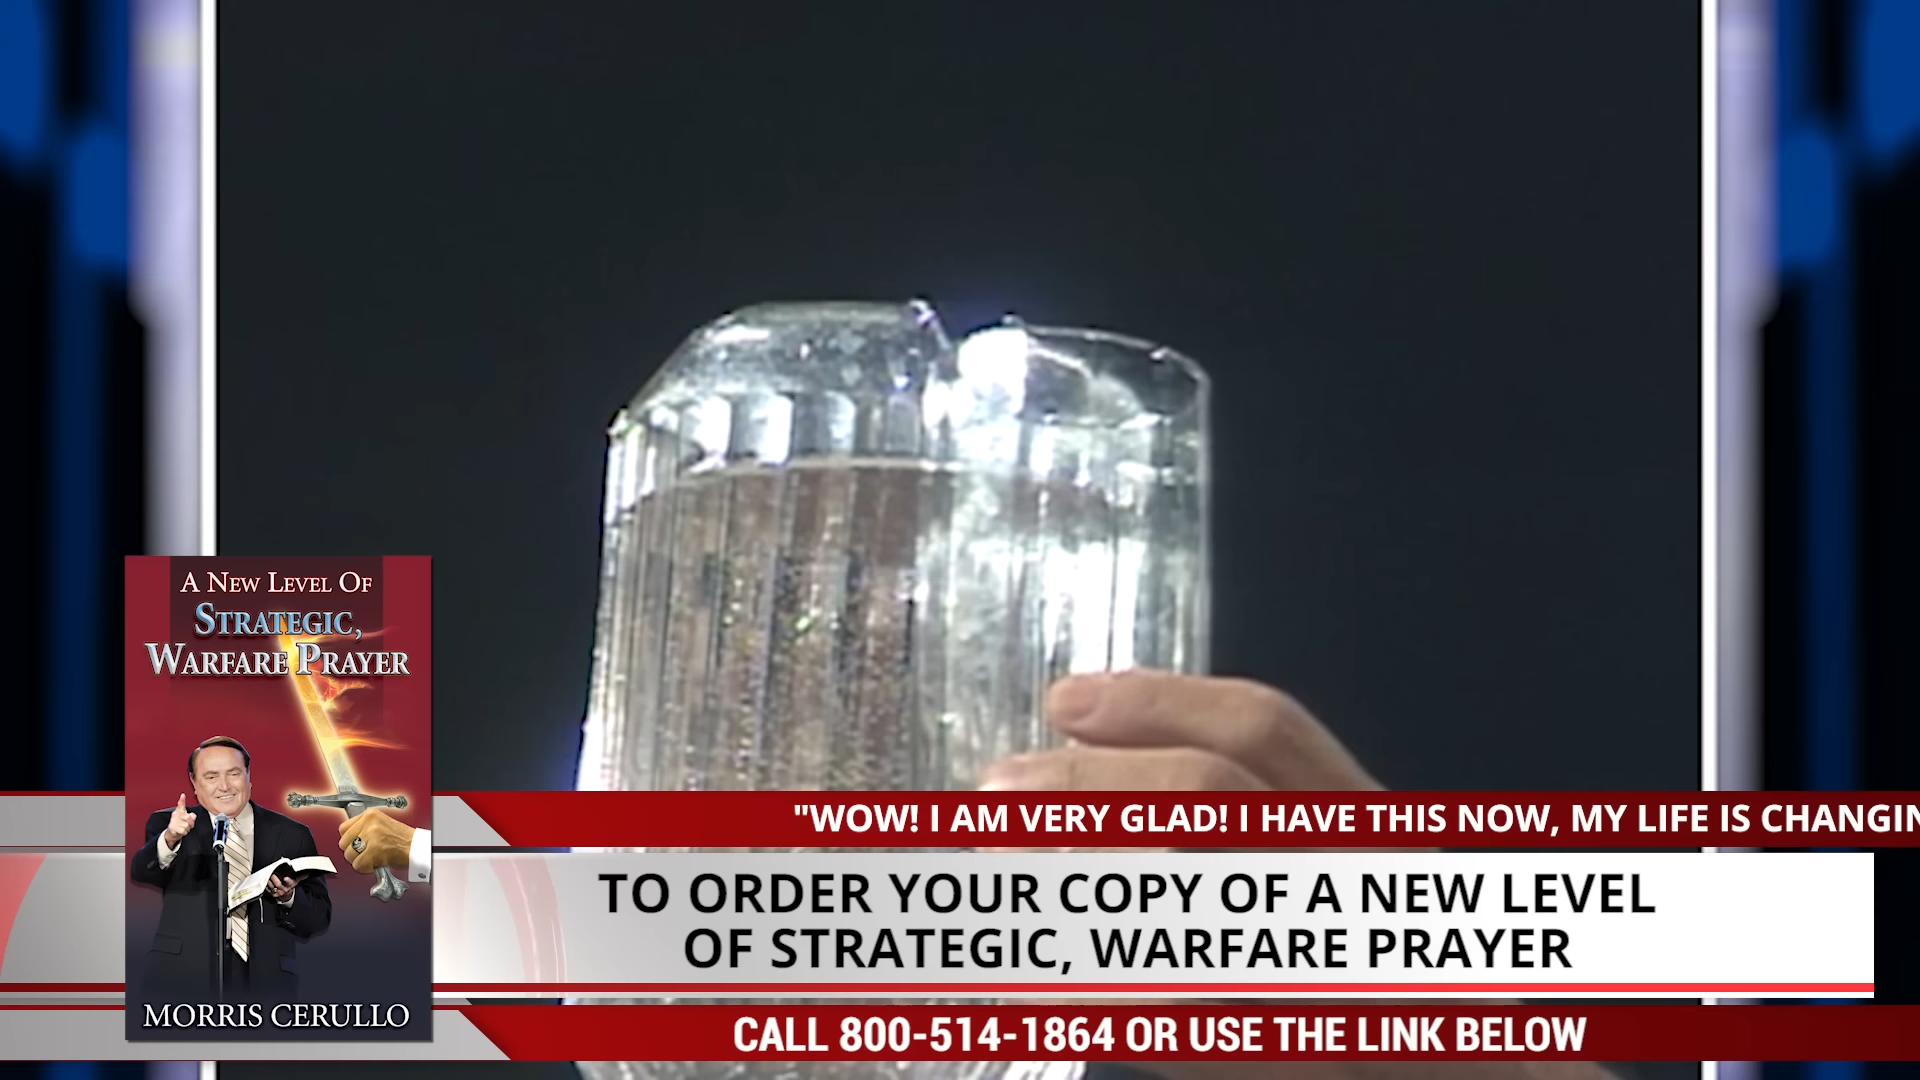 A NEW LEVEL OF
STRATEGIC,
WARFARE PRAYER
MORRIS CERULLO
"WOW! I AM VERY GLAD! I HAVE THIS NOW, MY LIFE IS CHANGIN
TO ORDER YOUR COPY OF A NEW LEVEL
OF STRATEGIC, WARFARE PRAYER
CALL 800-514-1864 OR USE THE LINK BELOW